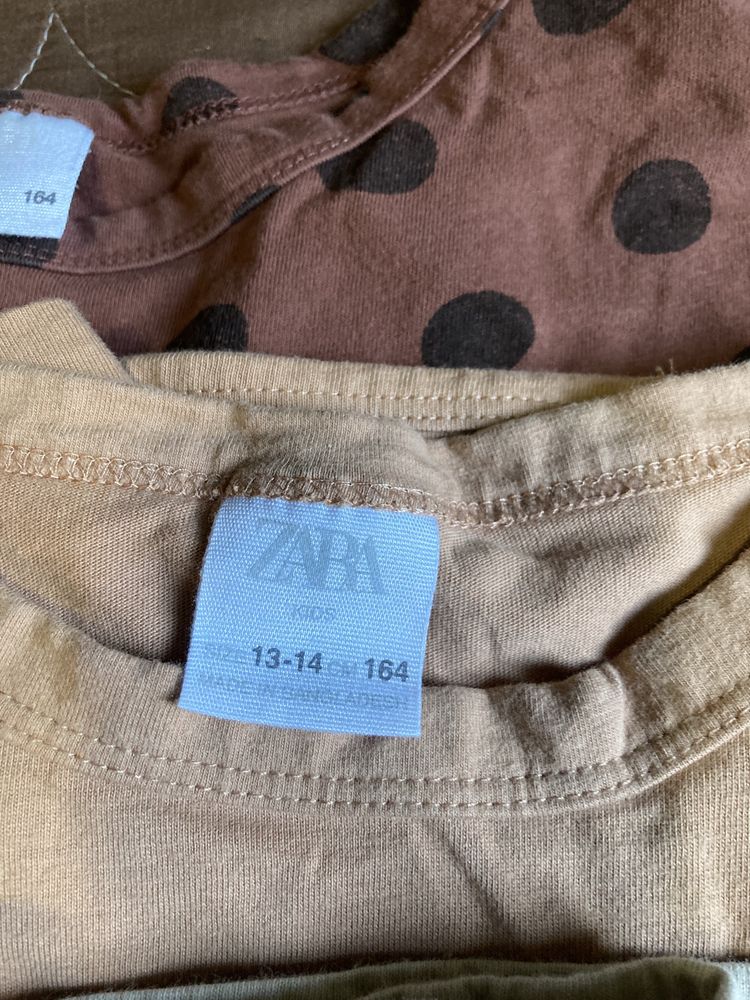 164
ZARA
KIDS
SIZE 13-14 CM 164
MADE IN BANGLADESH